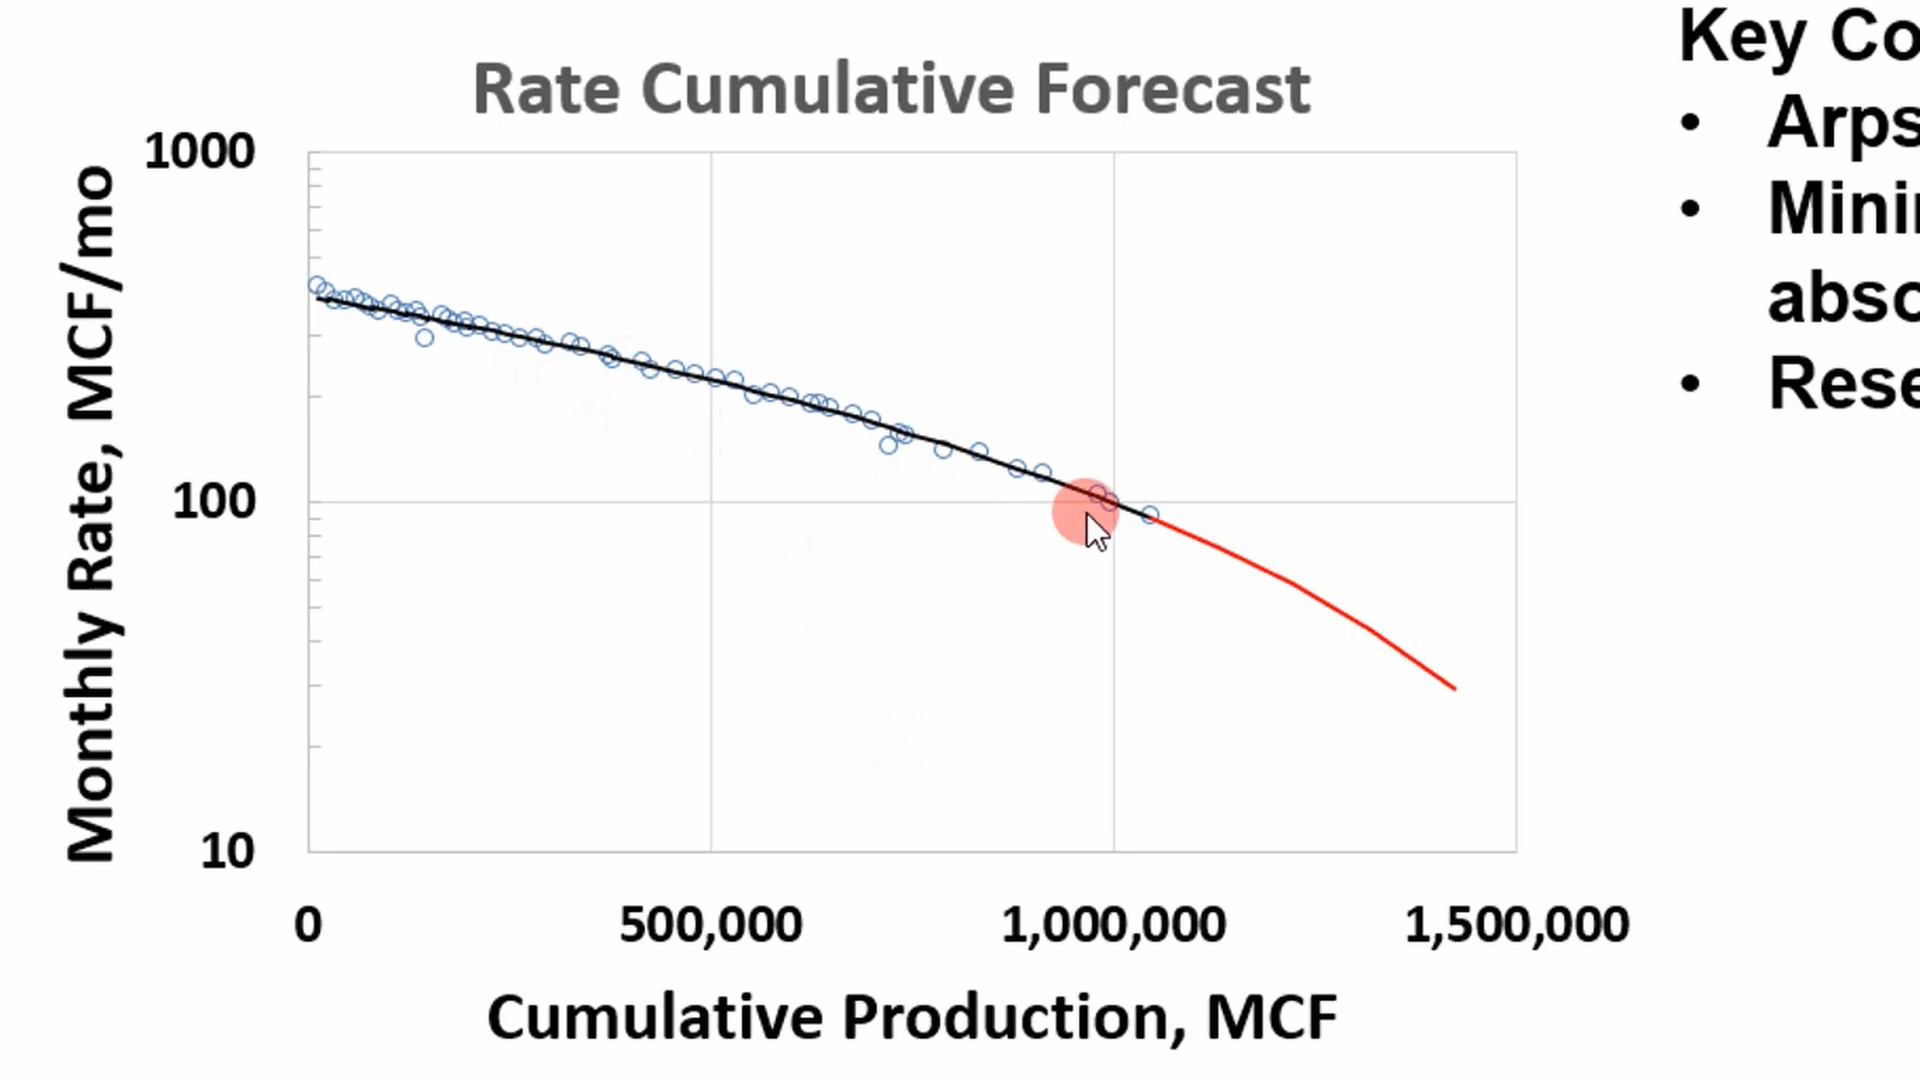 Rate Cumulative Forecast
Monthly Rate, MCF/mo
1000
100
10
0
500,000
1,000,000
1,500,000
Cumulative Production, MCF
Key Co
• Arps
• Mini
abso
• Rese